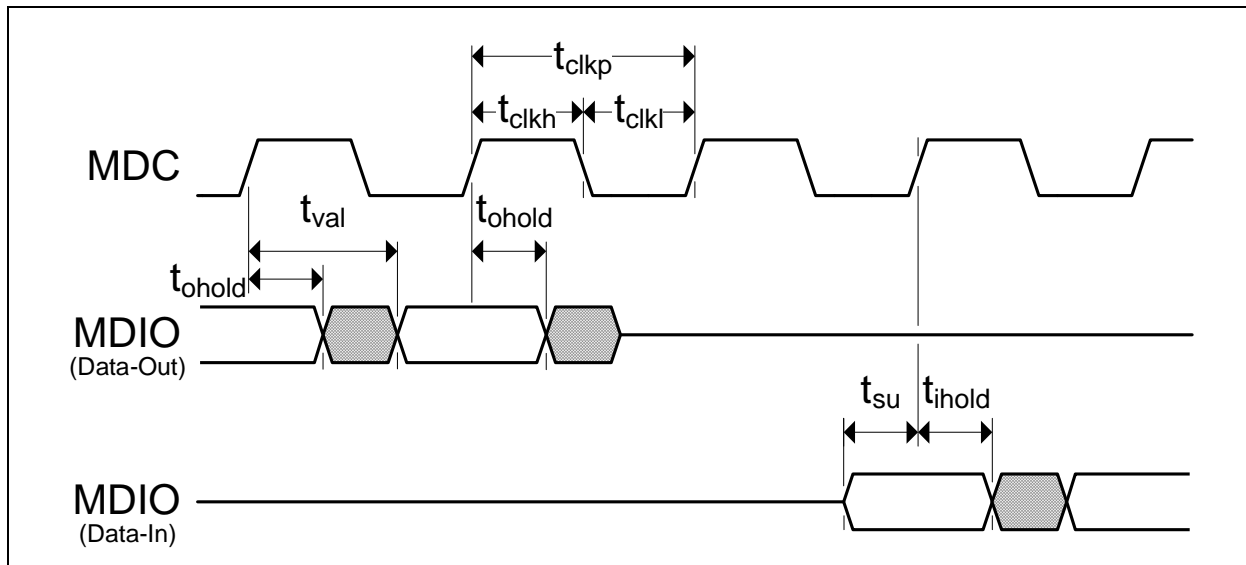 tclkp
tclkh
tclkl
MDC
tval
tohold
tohold
MDIO
(Data-Out)
tsu
tihold
MDIO
(Data-In)